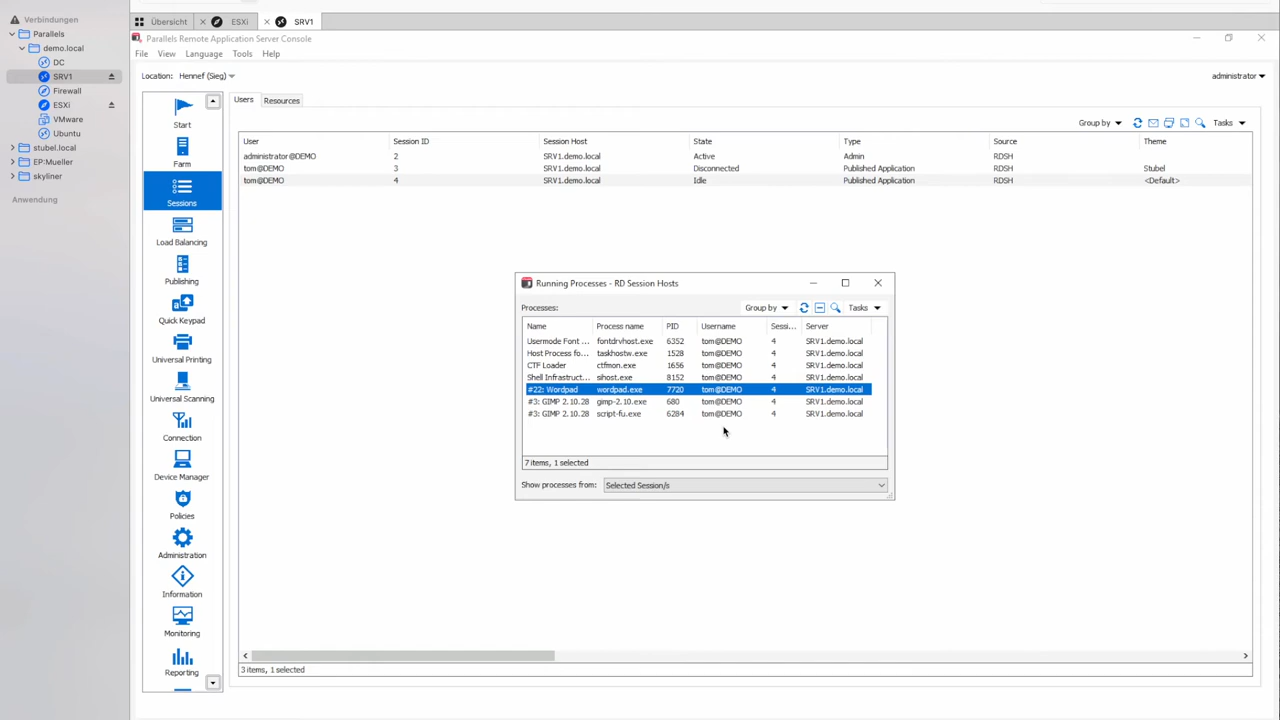 Verbindungen
Parallels
demo.local
DC
SRV1
Firewall
ESXi
VMware
Ubuntu
stubel.local
EP:Mueller
skyliner
Anwendung
Übersicht
ESXi
SRV1
Parallels Remote Application Server Console
File View Language Tools Help
Location: Hennef (Sieg)
administrator
Start
Farm
Sessions
Load Balancing
Publishing
Quick Keypad
Universal Printing
Universal Scanning
Connection
Device Manager
Policies
Administration
Information
Monitoring
Reporting
Users Resources
Group by Tasks
User Session ID Session Host State Type Source Theme
administrator@DEMO 2 SRV1.demo.local Active Admin RDSH
tom@DEMO 3 SRV1.demo.local Disconnected Published Application RDSH Stubel
tom@DEMO 4 SRV1.demo.local Idle Published Application RDSH <Default>
Running Processes - RD Session Hosts
Processes: Group by Tasks
Name Process name PID Username Sessi... Server
Usermode Font ... fontdrvhost.exe 6352 tom@DEMO 4 SRV1.demo.local
Host Process fo... taskhostw.exe 1528 tom@DEMO 4 SRV1.demo.local
CTF Loader ctfmon.exe 1656 tom@DEMO 4 SRV1.demo.local
Shell Infrastruct... sihost.exe 8152 tom@DEMO 4 SRV1.demo.local
#22: Wordpad wordpad.exe 7720 tom@DEMO 4 SRV1.demo.local
#3: GIMP 2.10.28 gimp-2.10.exe 680 tom@DEMO 4 SRV1.demo.local
#3: GIMP 2.10.28 script-fu.exe 6284 tom@DEMO 4 SRV1.demo.local
7 items, 1 selected
Show processes from: Selected Session/s
3 items, 1 selected